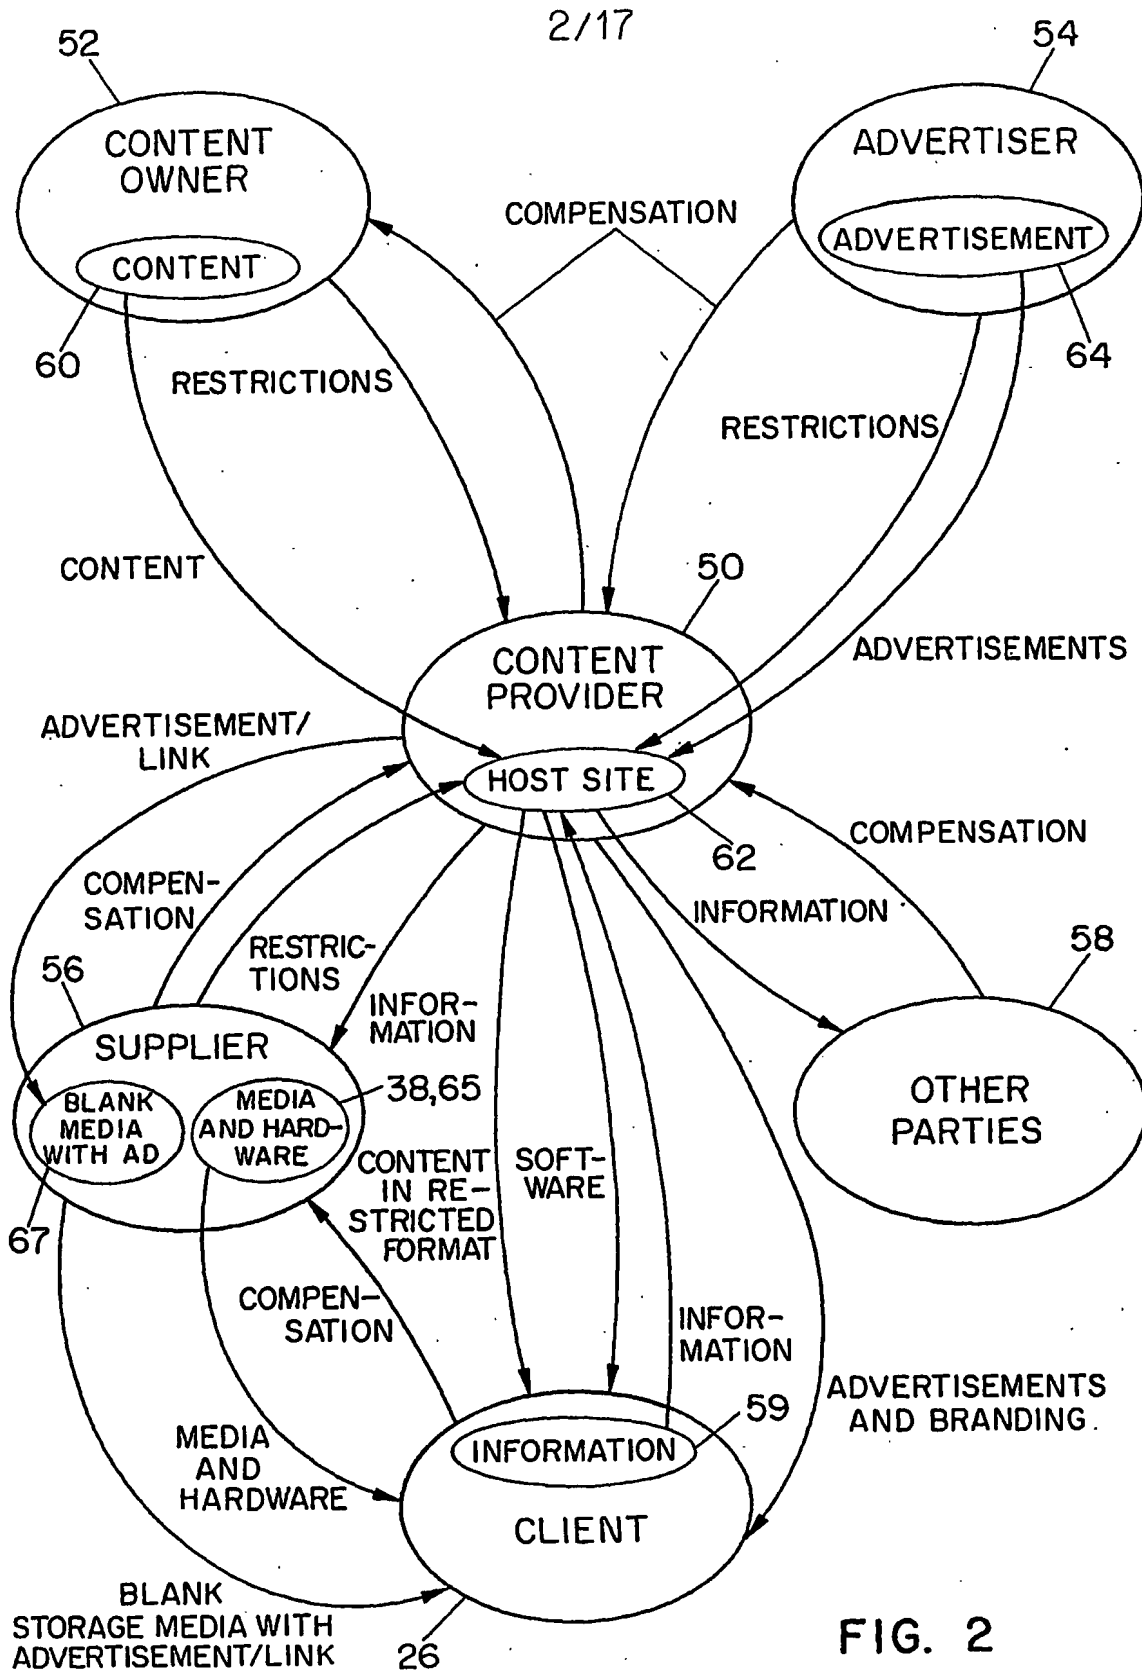 2/17
52
54
CONTENT
OWNER
ADVERTISER
COMPENSATION
ADVERTISEMENT
CONTENT
60
64
RESTRICTIONS
RESTRICTIONS
CONTENT
50
ADVERTISEMENTS
CONTENT
PROVIDER
ADVERTISEMENT/
LINK
HOST SITE
62
COMPENSATION
COMPEN-
SATION
INFORMATION
RESTRIC-
TIONS
56
58
INFOR-
MATION
SUPPLIER
38,65
BLANK
MEDIA
WITH AD
MEDIA
AND HARD-
WARE
OTHER
PARTIES
CONTENT
IN RE-
STRICTED
FORMAT
SOFT-
WARE
67
COMPEN-
SATION
INFOR-
MATION
ADVERTISEMENTS
AND BRANDING.
59
INFORMATION
MEDIA
AND
HARDWARE
CLIENT
BLANK
STORAGE MEDIA WITH
ADVERTISEMENT/LINK
26
FIG. 2